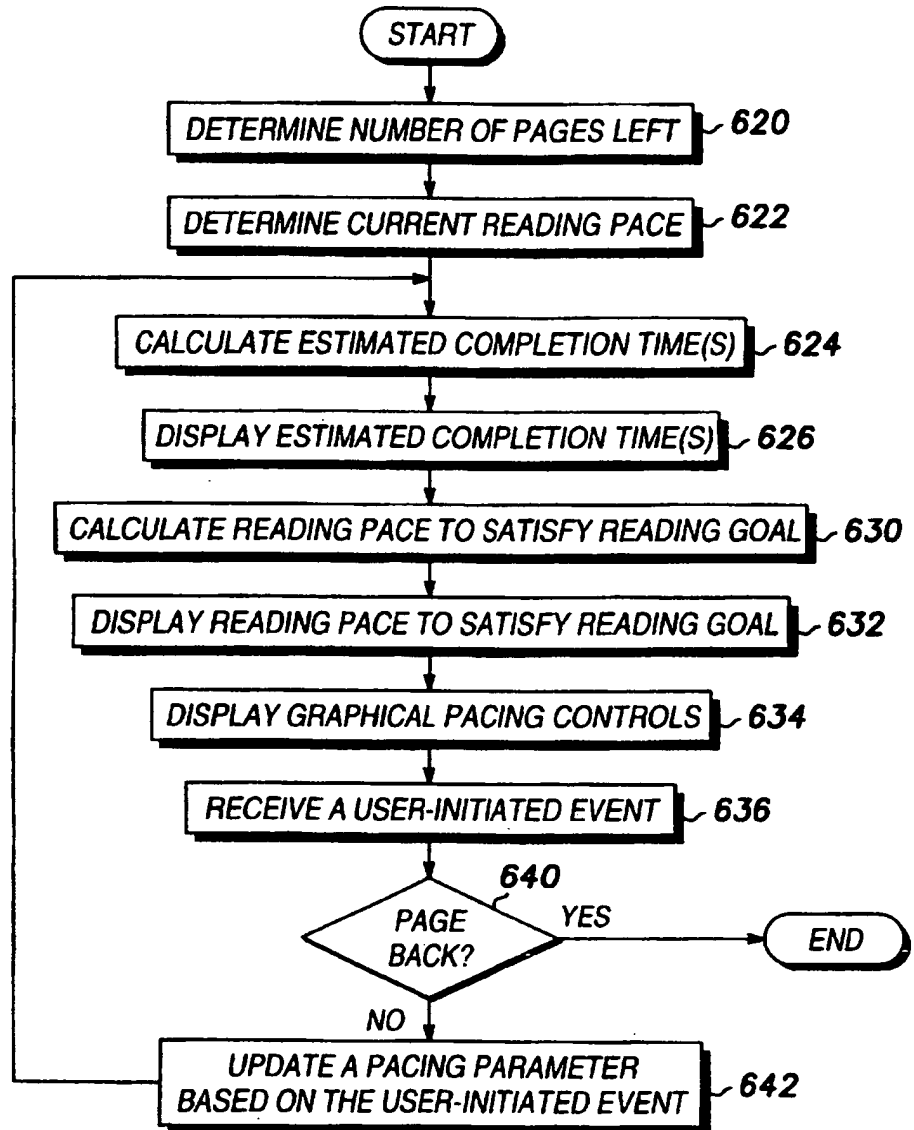 START
DETERMINE NUMBER OF PAGES LEFT 620
DETERMINE CURRENT READING PACE 622
CALCULATE ESTIMATED COMPLETION TIME(S) 624
DISPLAY ESTIMATED COMPLETION TIME(S) 626
CALCULATE READING PACE TO SATISFY READING GOAL 630
DISPLAY READING PACE TO SATISFY READING GOAL 632
DISPLAY GRAPHICAL PACING CONTROLS 634
RECEIVE A USER-INITIATED EVENT 636
640
PAGE
BACK?
YES
END
NO
UPDATE A PACING PARAMETER
BASED ON THE USER-INITIATED EVENT 642